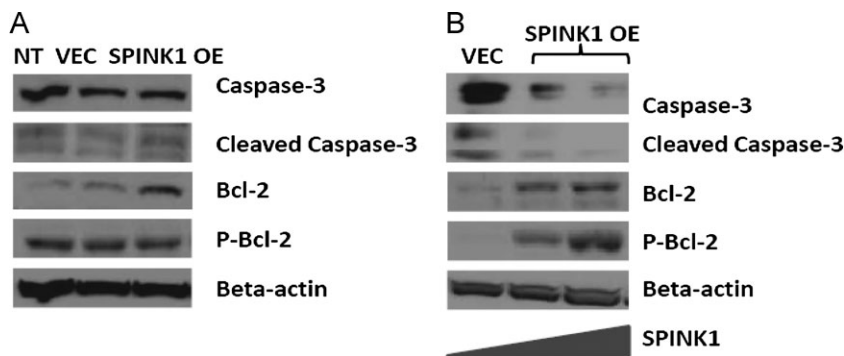 A
NT VEC SPINK1 OE
Caspase-3
Cleaved Caspase-3
Bcl-2
P-Bcl-2
Beta-actin
B
SPINK1 OE
VEC
Caspase-3
Cleaved Caspase-3
Bcl-2
P-Bcl-2
Beta-actin
SPINK1